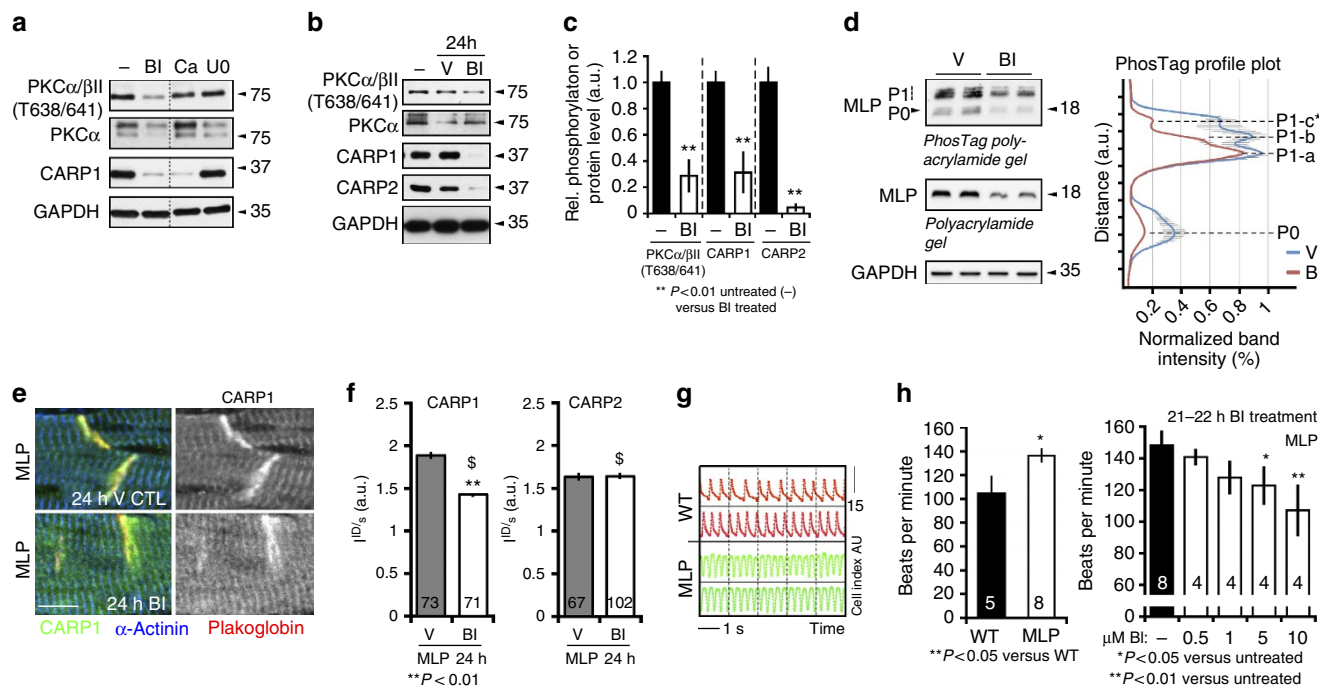 a
– BI Ca U0
PKCα/βII
(T638/641)
75
PKCα
75
CARP1
37
GAPDH
35
b
24h
– V BI
PKCα/βII
(T638/641)
75
PKCα
75
CARP1
37
CARP2
37
GAPDH
35
c
Rel. phosphorylaton or
protein level (a.u.)
1.2
1.0
0.8
0.6
0.4
0.2
0
** ** **
– BI – BI – BI
PKCα/βII
(T638/641)
CARP1
CARP2
** P<0.01 untreated (–)
versus BI treated
d
V BI
MLP
P1
P0
18
PhosTag poly-
acrylamide gel
MLP
18
Polyacrylamide
gel
GAPDH
35
PhosTag profile plot
Distance (a.u.)
P1-c*
P1-b
P1-a
P0
V
B
0.2 0.4 0.6 0.8 1
Normalized band
intensity (%)
e
CARP1
MLP
24 h V CTL
MLP
24 h BI
CARP1 α-Actinin Plakoglobin
f
CARP1
I^ID/s (a.u.)
2.5
2
1.5
1
0.5
0
$
**
73 71
V BI
MLP 24 h
**P<0.01
CARP2
I^ID/s (a.u.)
2.5
2
1.5
1
0.5
0
$
67 102
V BI
MLP 24 h
g
WT
MLP
15
Cell index AU
1 s Time
h
Beats per minute
160
140
120
100
80
60
40
20
0
*
5 8
WT MLP
**P<0.05 versus WT
21–22 h BI treatment
MLP
Beats per minute
160
140
120
100
80
60
0
* **
8 4 4 4 4
μM BI: – 0.5 1 5 10
*P<0.05 versus untreated
**P<0.01 versus untreated